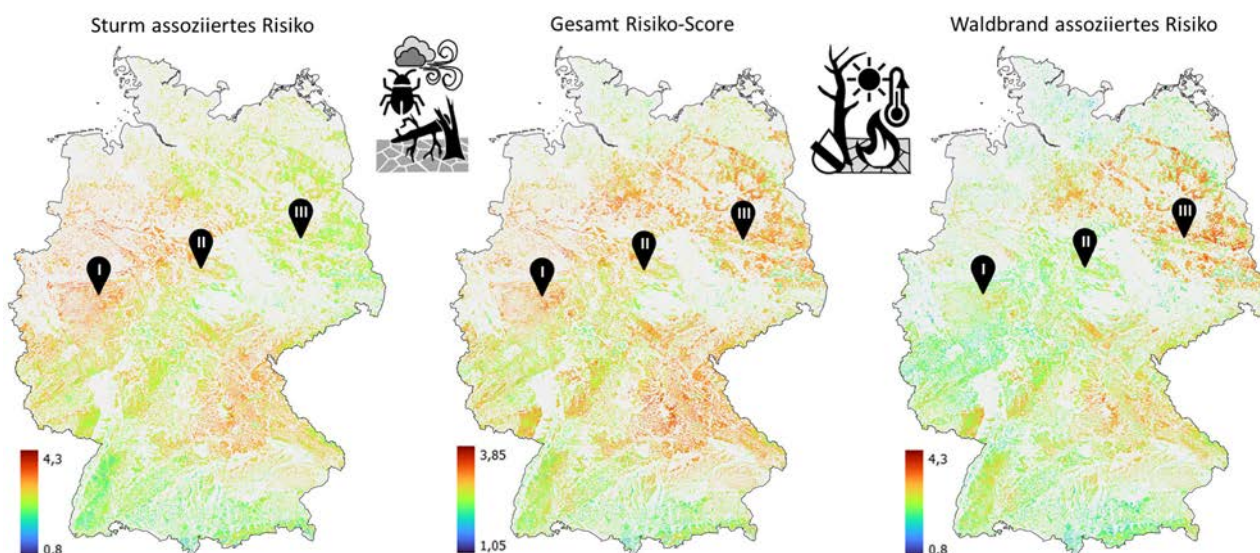 Sturm assoziiertes Risiko
Gesamt Risiko-Score
Waldbrand assoziiertes Risiko
III
II
I
4,3
0,8
III
II
I
3,85
1,05
III
II
I
4,3
0,8